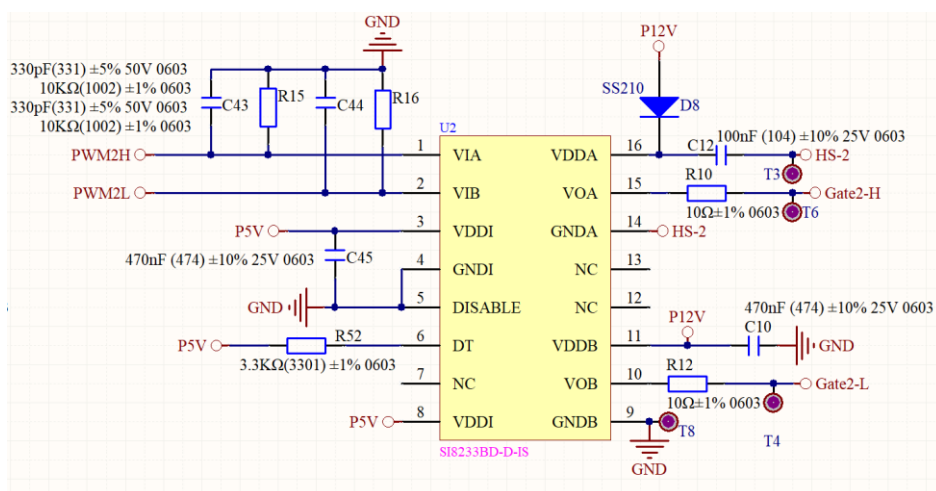 GND
P12V
330pF(331) ±5% 50V 0603
10KΩ(1002) ±1% 0603
330pF(331) ±5% 50V 0603
10KΩ(1002) ±1% 0603
C43
R15
C44
R16
SS210
D8
U2
100nF (104) ±10% 25V 0603
C12
PWM2H
1
VIA
VDDA
16
HS-2
T3
PWM2L
2
VIB
VOA
15
R10
10Ω±1% 0603
Gate2-H
T6
P5V
3
VDDI
GNDA
14
HS-2
470nF (474) ±10% 25V 0603
C45
4
GNDI
NC
13
GND
5
DISABLE
NC
12
470nF (474) ±10% 25V 0603
P12V
C10
P5V
R52
3.3KΩ(3301) ±1% 0603
6
DT
VDDB
11
GND
7
NC
VOB
10
R12
10Ω±1% 0603
Gate2-L
T4
P5V
8
VDDI
GNDB
9
T8
GND
SI8233BD-D-IS